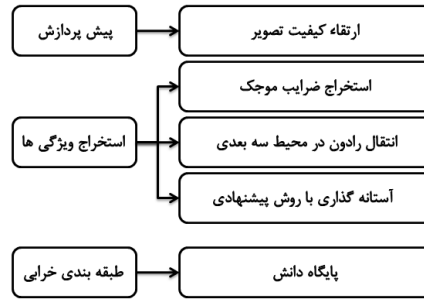 پیش پردازش
ارتقاء کیفیت تصویر
استخراج ویژگی ها
استخراج ضرایب موجک
انتقال رادون در محیط سه بعدی
آستانه گذاری با روش پیشنهادی
طبقه بندی خرابی
پایگاه دانش